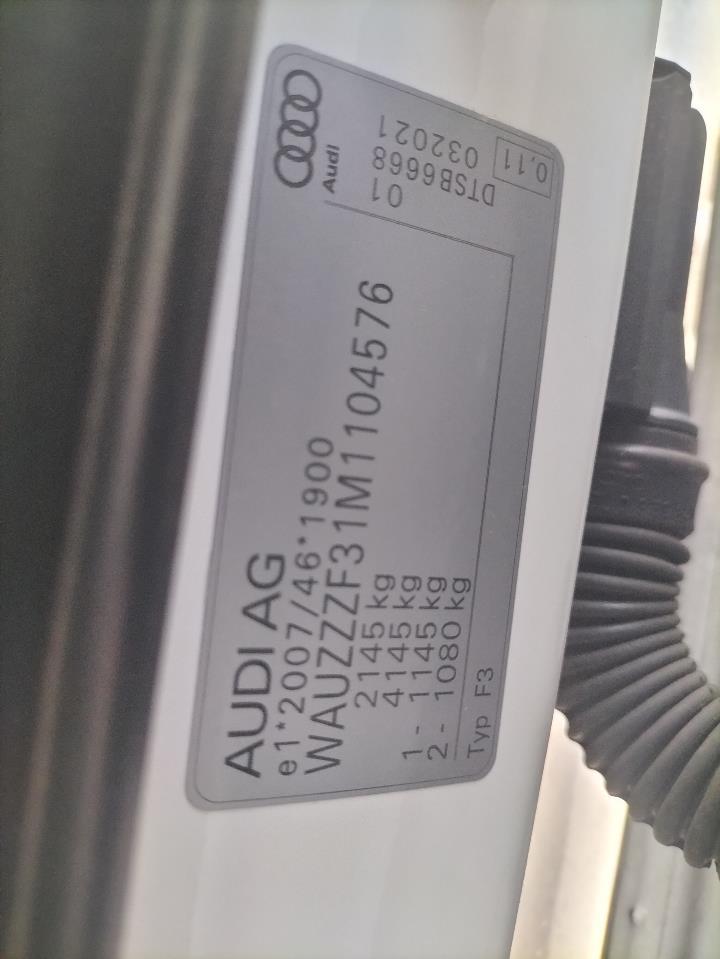 AUDI AG
e1*2007/46*1900
WAUZZZF31M1104576
2145 kg
4145 kg
1- 1145 kg
2- 1080 kg
Typ F3
Audi
01
DTSB6668
032021
0,11